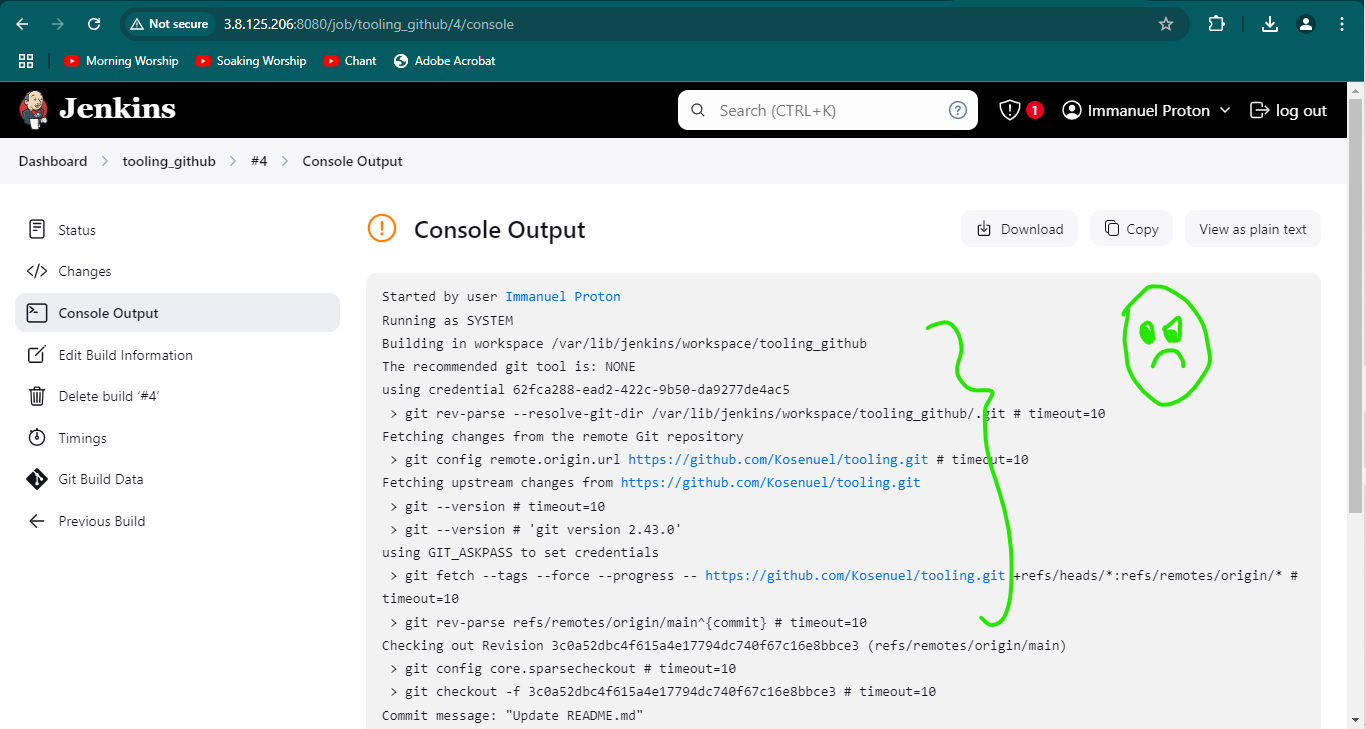 Not secure 3.8.125.206:8080/job/tooling_github/4/console
Morning Worship Soaking Worship Chant Adobe Acrobat
Jenkins Search (CTRL+K) ? 1 Immanuel Proton log out
Dashboard tooling_github #4 Console Output
Status
Changes
Console Output
Edit Build Information
Delete build ‘#4’
Timings
Git Build Data
Previous Build
Console Output Download Copy View as plain text
Started by user Immanuel Proton
Running as SYSTEM
Building in workspace /var/lib/jenkins/workspace/tooling_github
The recommended git tool is: NONE
using credential 62fca288-ead2-422c-9b50-da9277de4ac5
> git rev-parse --resolve-git-dir /var/lib/jenkins/workspace/tooling_github/.git # timeout=10
Fetching changes from the remote Git repository
> git config remote.origin.url https://github.com/Kosenuel/tooling.git # timeout=10
Fetching upstream changes from https://github.com/Kosenuel/tooling.git
> git --version # timeout=10
> git --version # 'git version 2.43.0'
using GIT_ASKPASS to set credentials
> git fetch --tags --force --progress -- https://github.com/Kosenuel/tooling.git +refs/heads/*:refs/remotes/origin/* #
timeout=10
> git rev-parse refs/remotes/origin/main^{commit} # timeout=10
Checking out Revision 3c0a52dbc4f615a4e17794dc740f67c16e8bbce3 (refs/remotes/origin/main)
> git config core.sparsecheckout # timeout=10
> git checkout -f 3c0a52dbc4f615a4e17794dc740f67c16e8bbce3 # timeout=10
Commit message: "Update README.md"